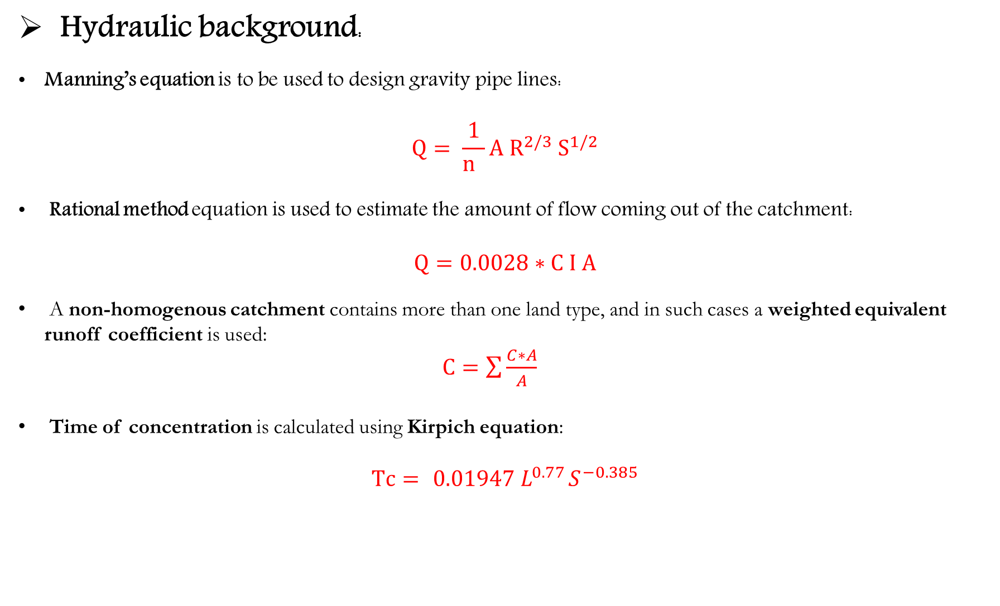 ➢ Hydraulic background:
• Manning’s equation is to be used to design gravity pipe lines:
Q = 1/n A R^2/3 S^1/2
• Rational method equation is used to estimate the amount of flow coming out of the catchment:
Q = 0.0028 ∗ C I A
• A non-homogenous catchment contains more than one land type, and in such cases a weighted equivalent
runoff coefficient is used:
C = ∑ C∗A/A
• Time of concentration is calculated using Kirpich equation:
Tc = 0.01947 L^0.77 S^−0.385